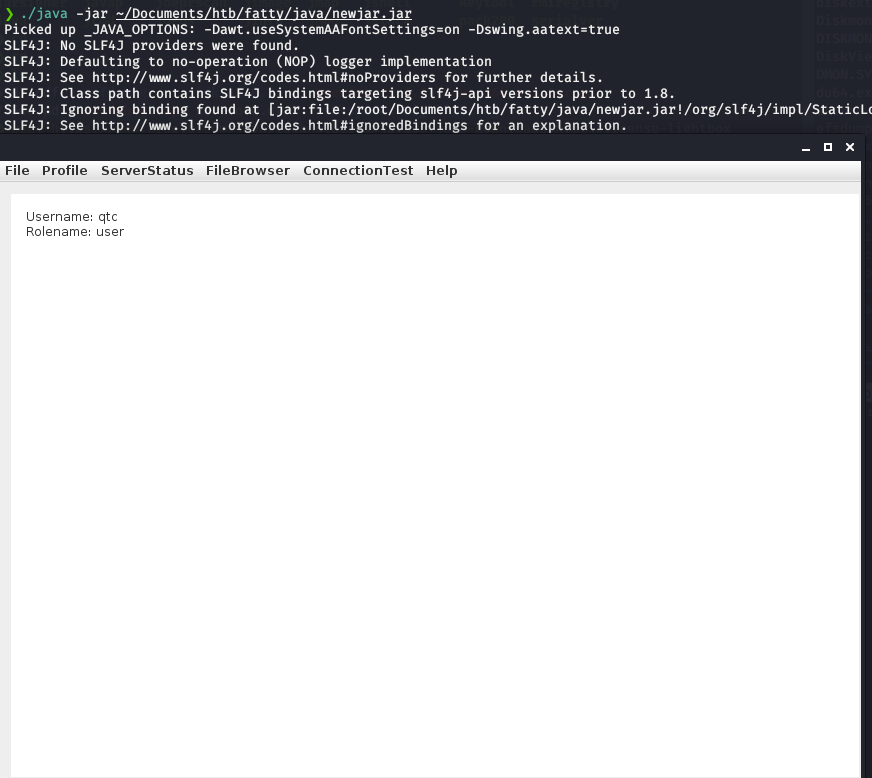 ❯ ./java -jar ~/Documents/htb/fatty/java/newjar.jar
Picked up _JAVA_OPTIONS: -Dawt.useSystemAAFontSettings=on -Dswing.aatext=true
SLF4J: No SLF4J providers were found.
SLF4J: Defaulting to no-operation (NOP) logger implementation
SLF4J: See http://www.slf4j.org/codes.html#noProviders for further details.
SLF4J: Class path contains SLF4J bindings targeting slf4j-api versions prior to 1.8.
SLF4J: Ignoring binding found at [jar:file:/root/Documents/htb/fatty/java/newjar.jar!/org/slf4j/impl/StaticLo
SLF4J: See http://www.slf4j.org/codes.html#ignoredBindings for an explanation.
File Profile ServerStatus FileBrowser ConnectionTest Help
Username: qtc
Rolename: user